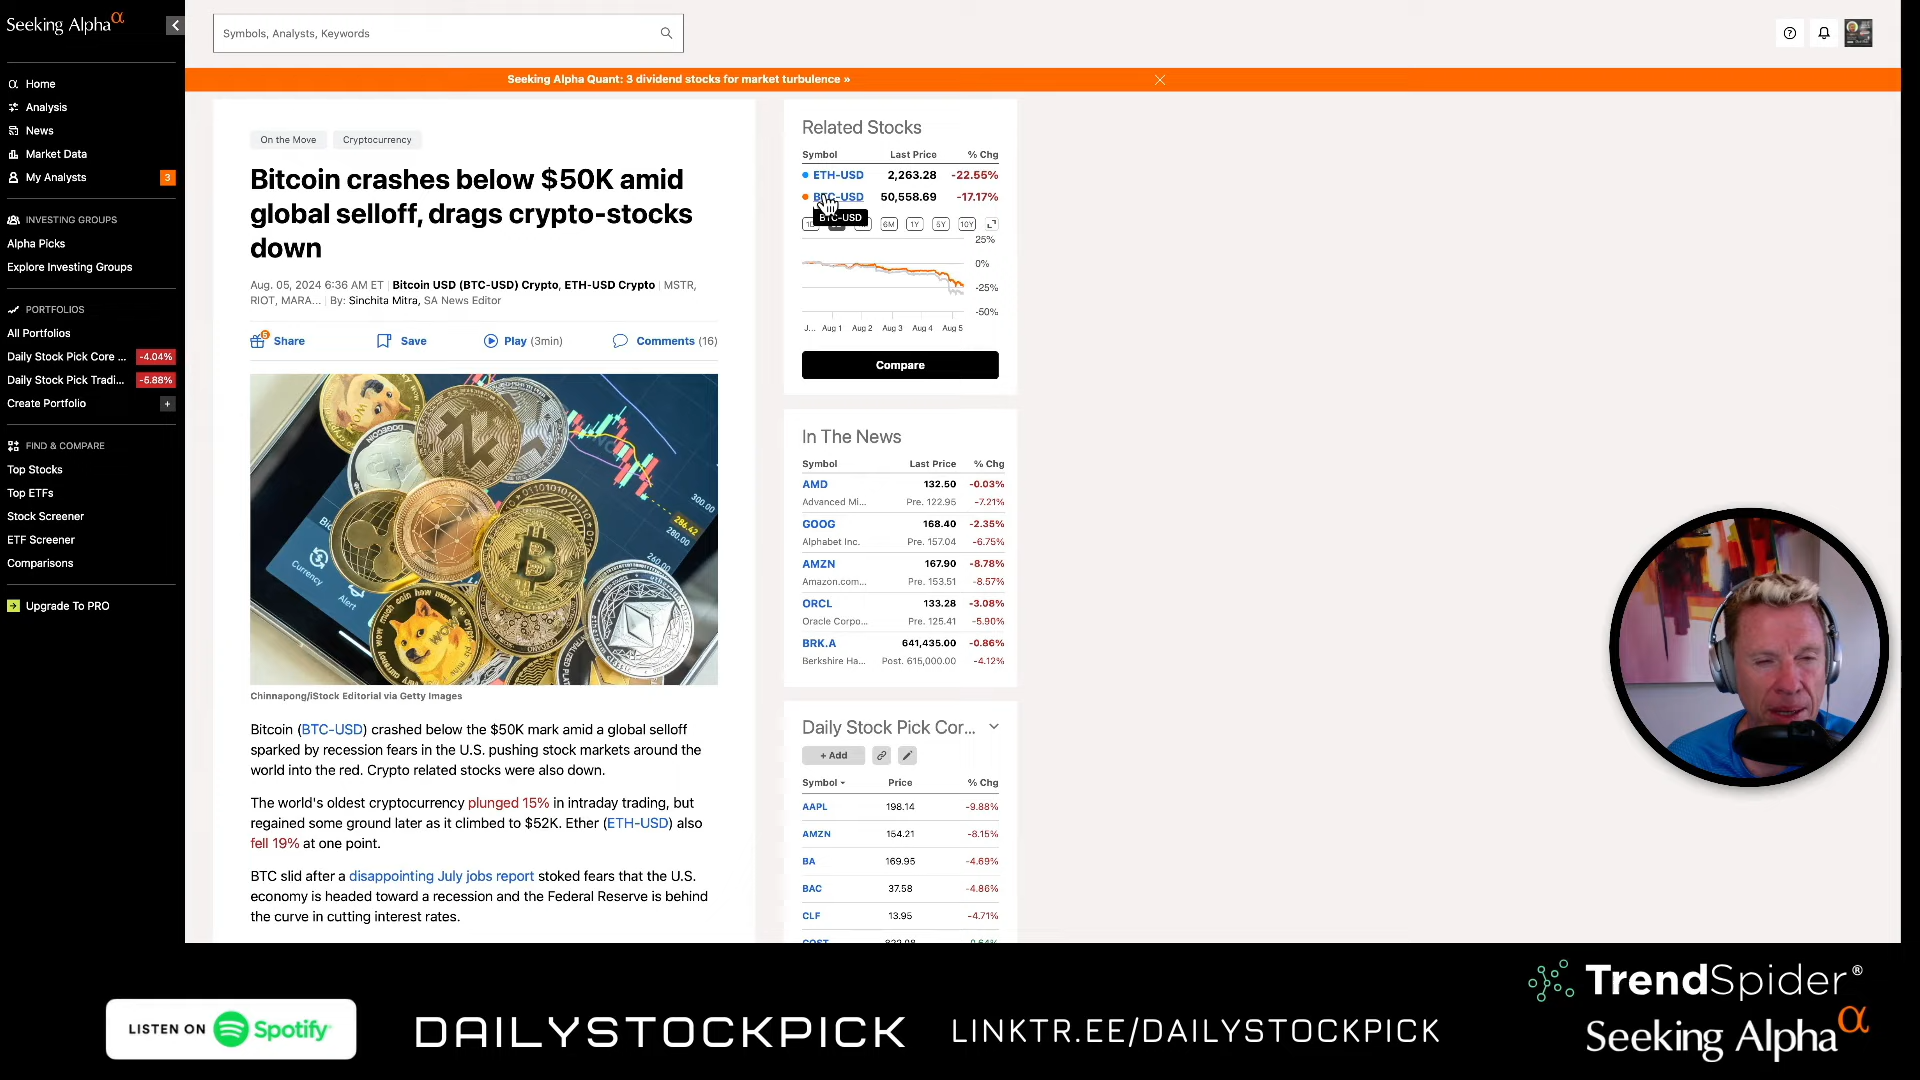 Seeking Alpha α
Symbols, Analysts, Keywords
Seeking Alpha Quant: 3 dividend stocks for market turbulence »
Home
Analysis
News
Market Data
My Analysts 3
INVESTING GROUPS
Alpha Picks
Explore Investing Groups
PORTFOLIOS
All Portfolios
Daily Stock Pick Core ... -4.04%
Daily Stock Pick Tradi... -5.88%
Create Portfolio +
FIND & COMPARE
Top Stocks
Top ETFs
Stock Screener
ETF Screener
Comparisons
Upgrade To PRO
On the Move Cryptocurrency
Bitcoin crashes below $50K amid
global selloff, drags crypto-stocks
down
Aug. 05, 2024 6:36 AM ET | Bitcoin USD (BTC-USD) Crypto, ETH-USD Crypto | MSTR,
RIOT, MARA... | By: Sinchita Mitra, SA News Editor
5 Share Save Play (3min) Comments (16)
Currency
Alert
300.00
286.42
280.00
260.00
Chinnapong/iStock Editorial via Getty Images
Bitcoin (BTC-USD) crashed below the $50K mark amid a global selloff
sparked by recession fears in the U.S. pushing stock markets around the
world into the red. Crypto related stocks were also down.
The world's oldest cryptocurrency plunged 15% in intraday trading, but
regained some ground later as it climbed to $52K. Ether (ETH-USD) also
fell 19% at one point.
BTC slid after a disappointing July jobs report stoked fears that the U.S.
economy is headed toward a recession and the Federal Reserve is behind
the curve in cutting interest rates.
Related Stocks
Symbol Last Price % Chg
ETH-USD 2,263.28 -22.55%
BTC-USD 50,558.69 -17.17%
BTC-USD
6M 1Y 5Y 10Y
25%
0%
-25%
-50%
J... Aug 1 Aug 2 Aug 3 Aug 4 Aug 5
Compare
In The News
Symbol Last Price % Chg
AMD 132.50 -0.03%
Advanced Mi... Pre. 122.95 -7.21%
GOOG 168.40 -2.35%
Alphabet Inc. Pre. 157.04 -6.75%
AMZN 167.90 -8.78%
Amazon.com... Pre. 153.51 -8.57%
ORCL 133.28 -3.08%
Oracle Corpo... Pre. 125.41 -5.90%
BRK.A 641,435.00 -0.86%
Berkshire Ha... Post. 615,000.00 -4.12%
Daily Stock Pick Cor...
+ Add
Symbol Price % Chg
AAPL 198.14 -9.88%
AMZN 154.21 -8.15%
BA 169.95 -4.69%
BAC 37.58 -4.86%
CLF 13.95 -4.71%
LISTEN ON Spotify
DAILYSTOCKPICK
LINKTR.EE/DAILYSTOCKPICK
TrendSpider®
Seeking Alpha α